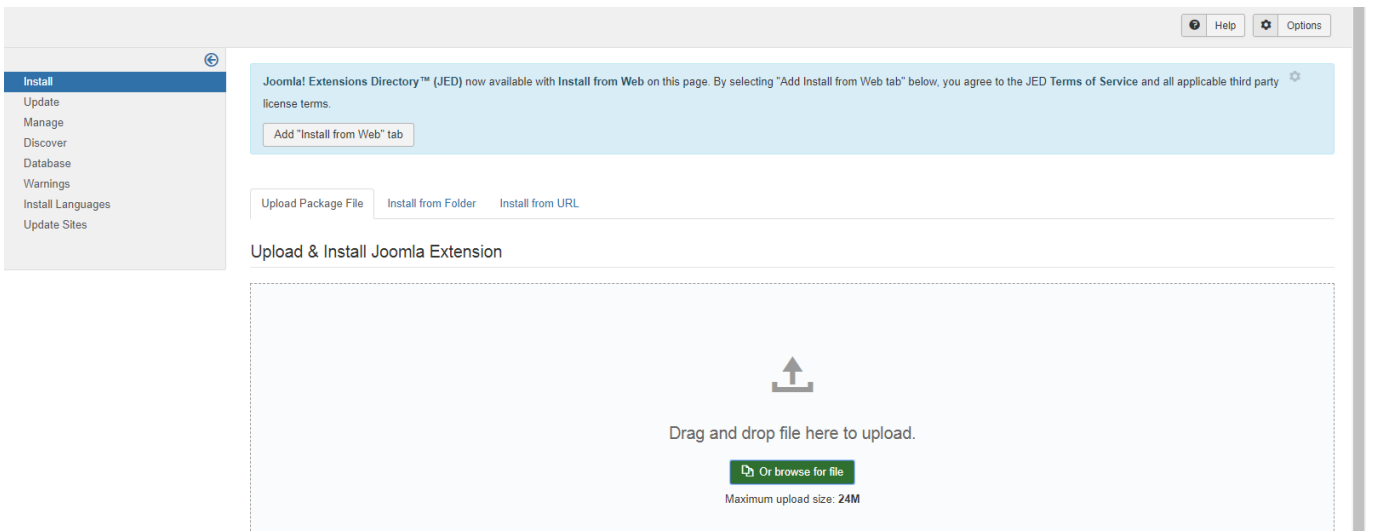 Help
Options
Install
Update
Manage
Discover
Database
Warnings
Install Languages
Update Sites
Joomla! Extensions Directory™ (JED) now available with Install from Web on this page. By selecting "Add Install from Web tab" below, you agree to the JED Terms of Service and all applicable third party
license terms.
Add "Install from Web" tab
Upload Package File
Install from Folder
Install from URL
Upload & Install Joomla Extension
Drag and drop file here to upload.
Or browse for file
Maximum upload size: 24M